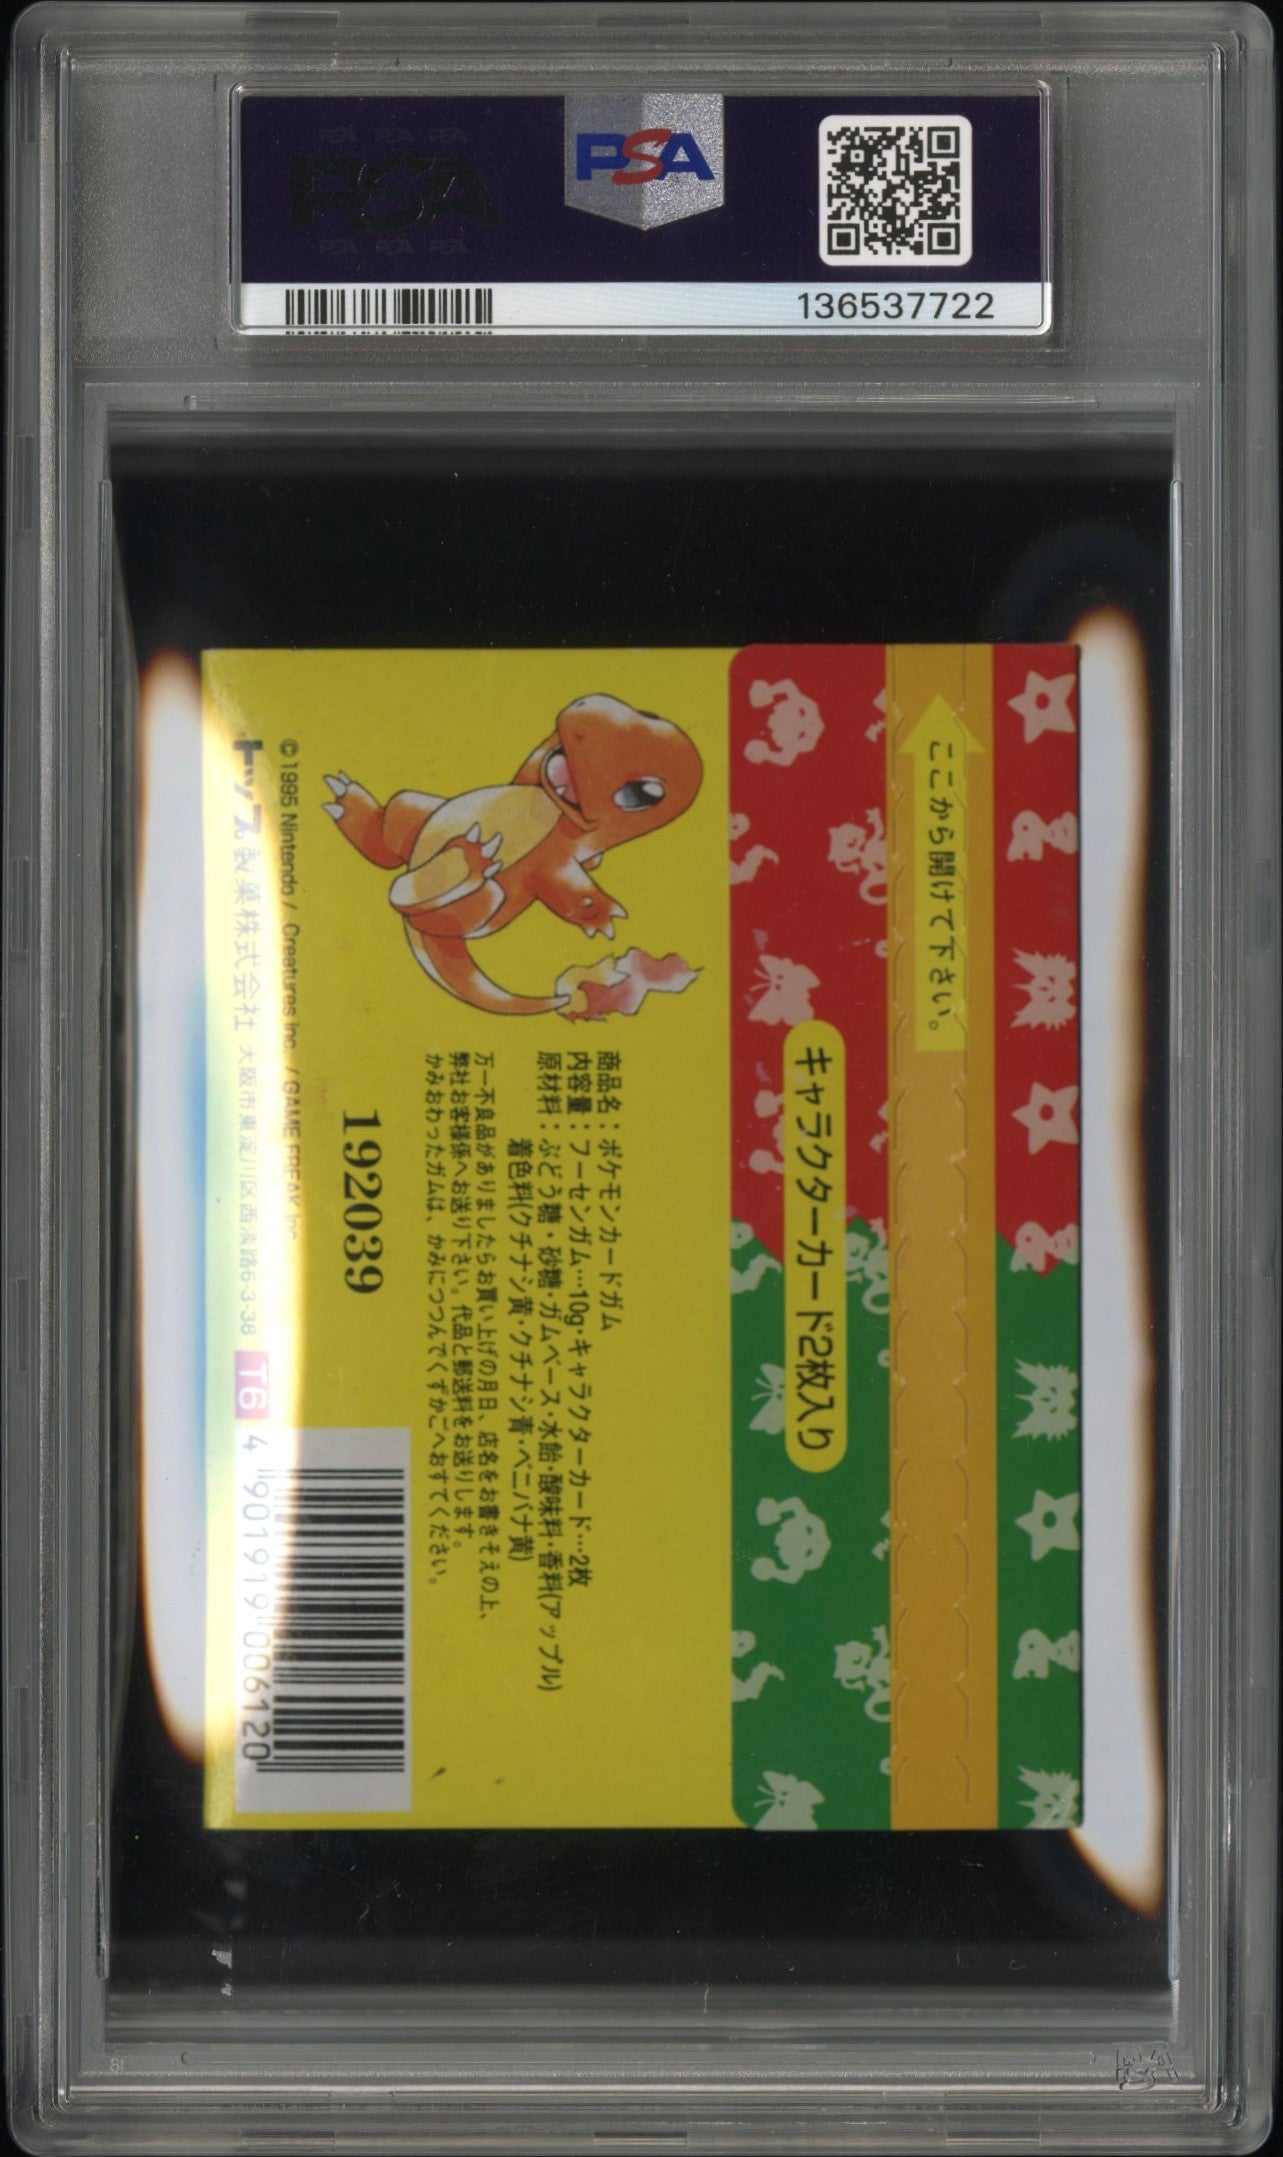 PSA
136537722
ここから開けて下さい。
キャラクターカード2枚入り
商品名：ポケモンカードガム
内容量：フーセンガム…10g・キャラクターカード…2枚
原材料：ぶどう糖・砂糖・ガムベース・水飴・酸味料・香料(アップル)
着色料(クチナシ黄・クチナシ青・ベニバナ黄)
万一不良品がありましたらお買い上げの月日、店名をお書きそえの上、
弊社お客様係へお送り下さい。代品と郵送料をお送りします。
かみおわったガムは、かみにつつんでくずかごへおすてください。
192039
©1995 Nintendo / Creatures inc. / GAME FREAK inc.
トップ製菓株式会社 大阪市東淀川区西淡路6-3-38 T6
4 901919 006120